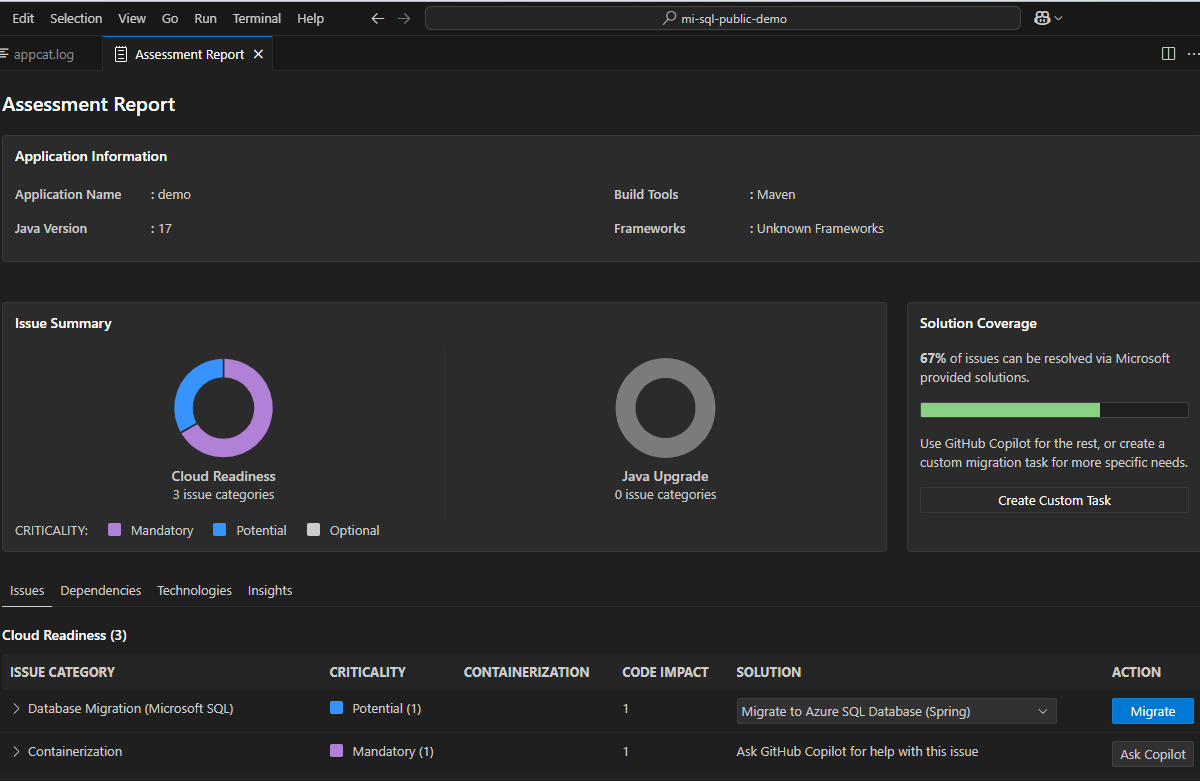 Edit Selection View Go Run Terminal Help mi-sql-public-demo
appcat.log Assessment Report
Assessment Report
Application Information
Application Name : demo Build Tools : Maven
Java Version : 17 Frameworks : Unknown Frameworks
Issue Summary
Cloud Readiness
3 issue categories
Java Upgrade
0 issue categories
CRITICALITY: Mandatory Potential Optional
Solution Coverage
67% of issues can be resolved via Microsoft
provided solutions.
Use GitHub Copilot for the rest, or create a
custom migration task for more specific needs.
Create Custom Task
Issues Dependencies Technologies Insights
Cloud Readiness (3)
ISSUE CATEGORY CRITICALITY CONTAINERIZATION CODE IMPACT SOLUTION ACTION
Database Migration (Microsoft SQL) Potential (1) 1 Migrate to Azure SQL Database (Spring) Migrate
Containerization Mandatory (1) 1 Ask GitHub Copilot for help with this issue Ask Copilot